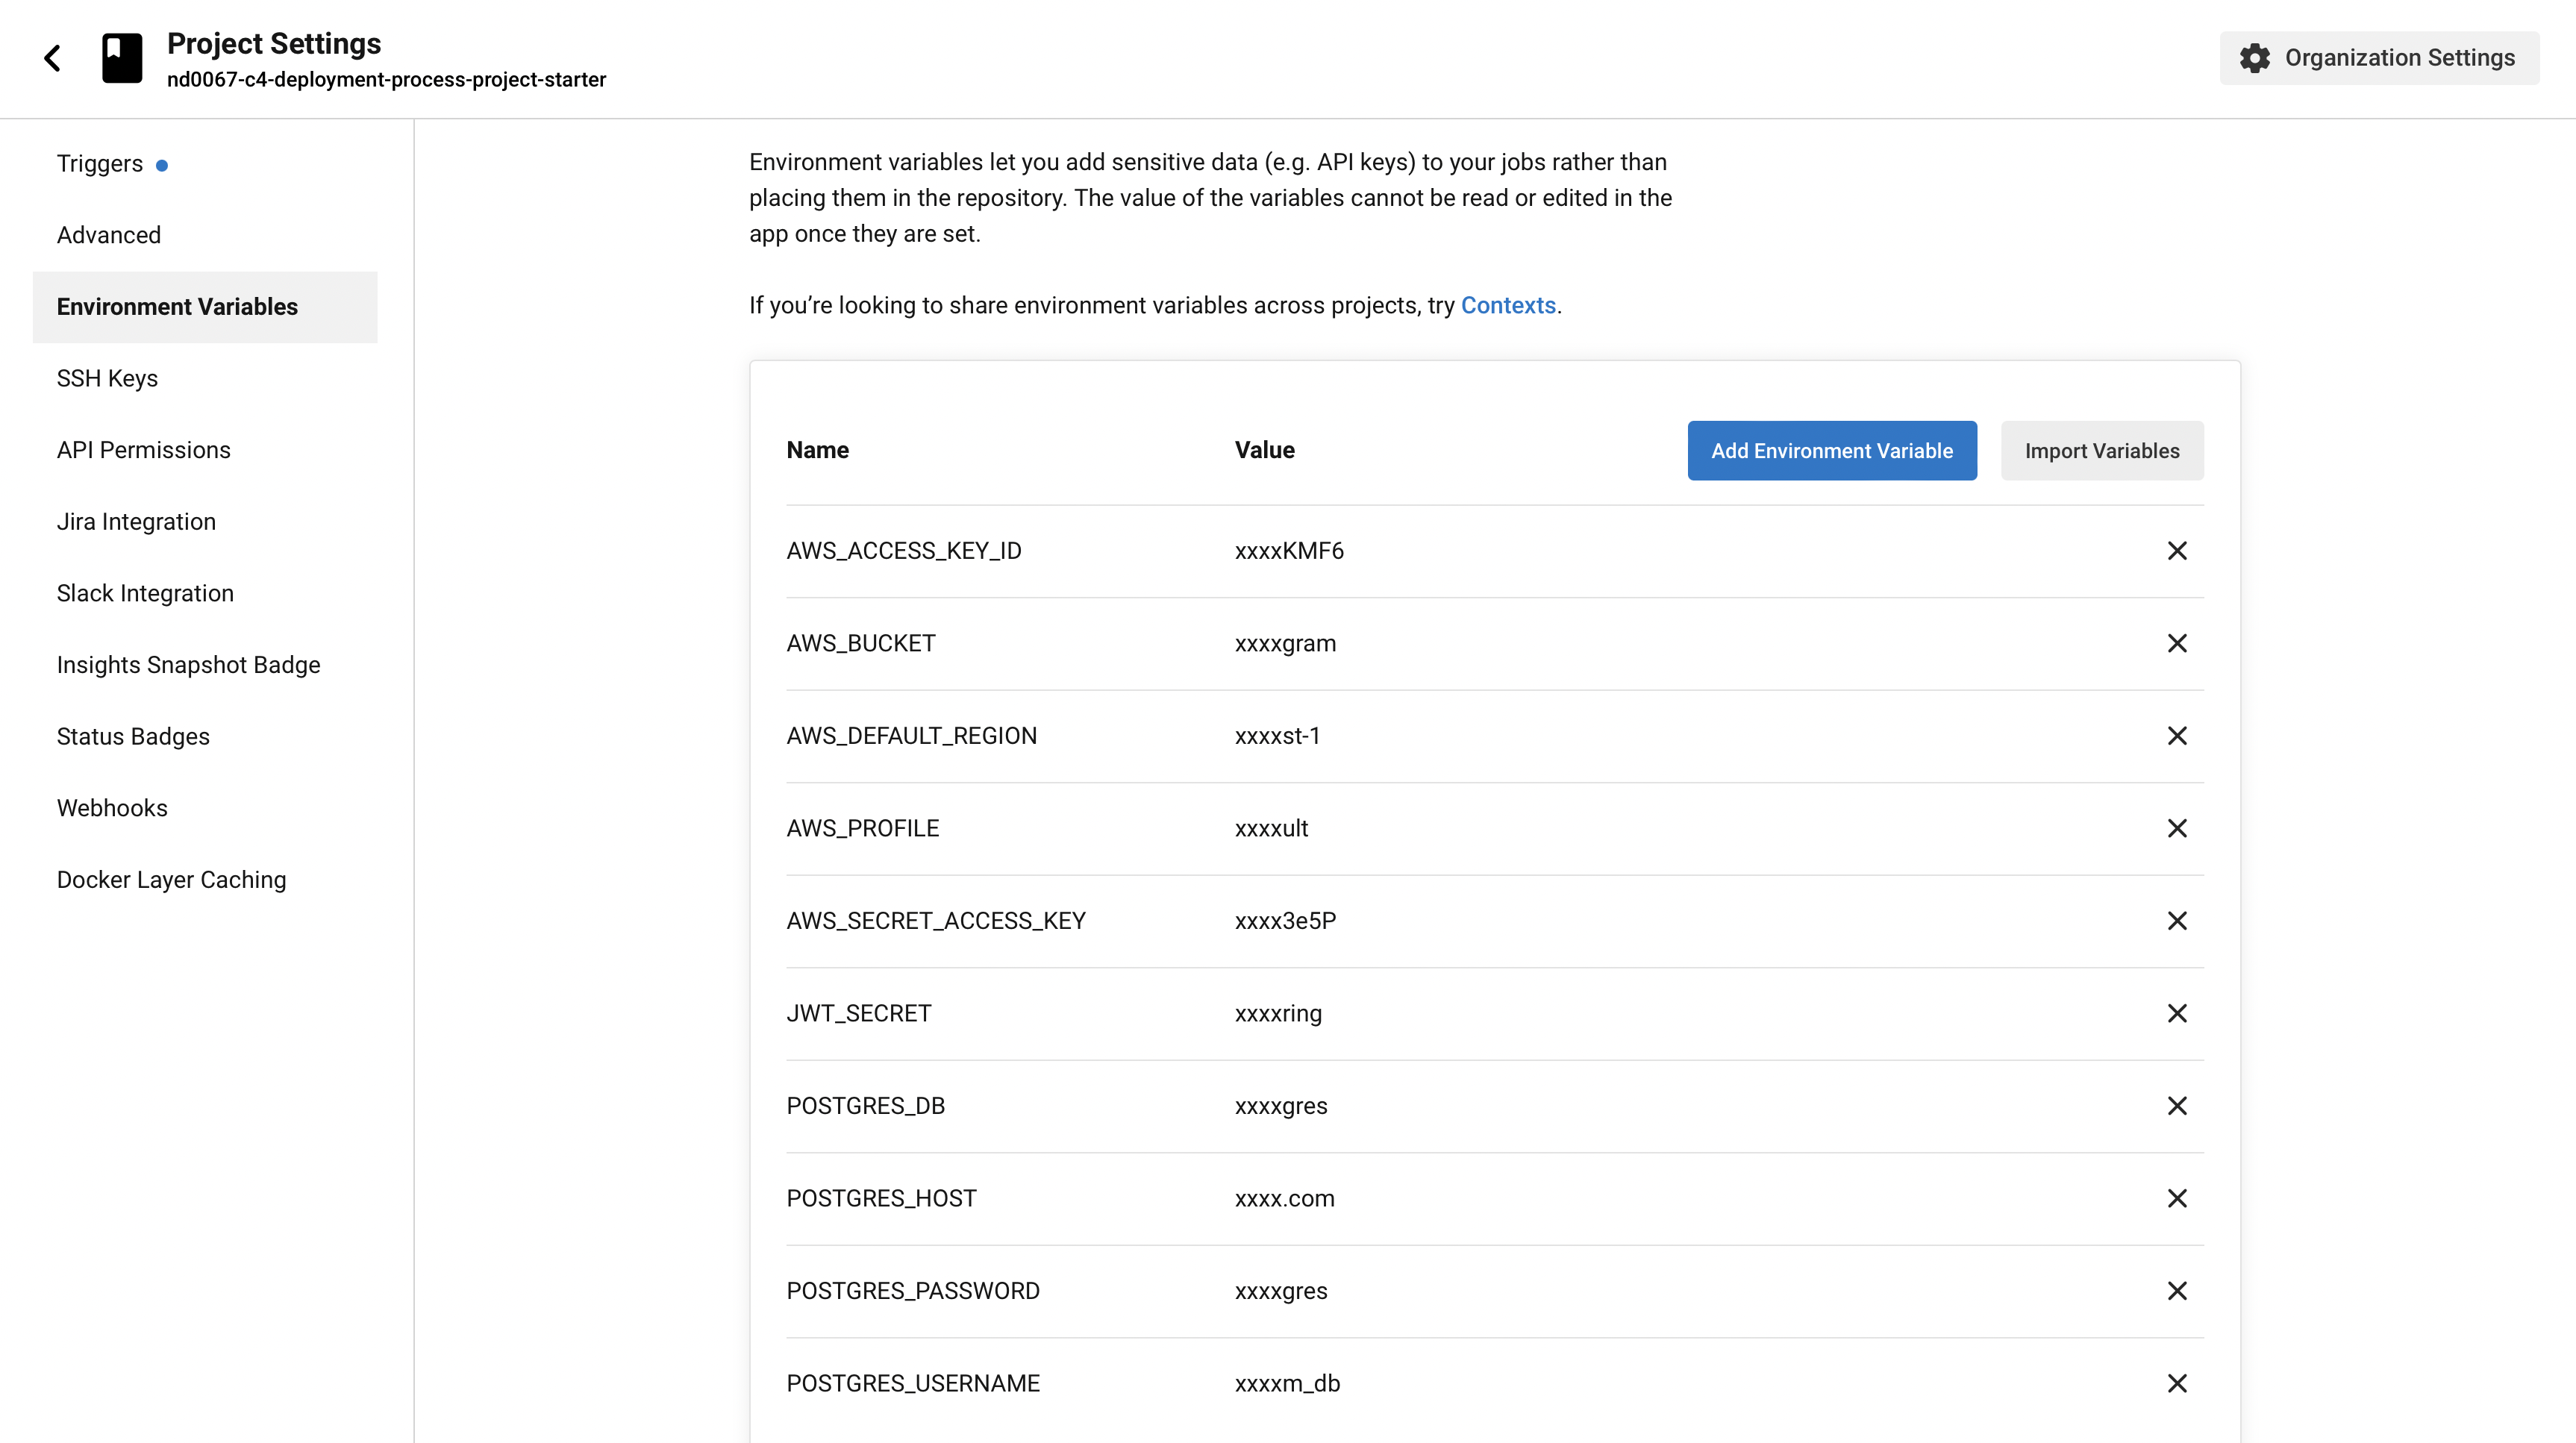 Project Settings
nd0067-c4-deployment-process-project-starter
Organization Settings
Triggers
Advanced
Environment Variables
SSH Keys
API Permissions
Jira Integration
Slack Integration
Insights Snapshot Badge
Status Badges
Webhooks
Docker Layer Caching
Environment variables let you add sensitive data (e.g. API keys) to your jobs rather than
placing them in the repository. The value of the variables cannot be read or edited in the
app once they are set.
If you’re looking to share environment variables across projects, try Contexts.
Name Value Add Environment Variable Import Variables
AWS_ACCESS_KEY_ID xxxxKMF6
AWS_BUCKET xxxxgram
AWS_DEFAULT_REGION xxxxst-1
AWS_PROFILE xxxxult
AWS_SECRET_ACCESS_KEY xxxx3e5P
JWT_SECRET xxxxring
POSTGRES_DB xxxxgres
POSTGRES_HOST xxxx.com
POSTGRES_PASSWORD xxxxgres
POSTGRES_USERNAME xxxxm_db